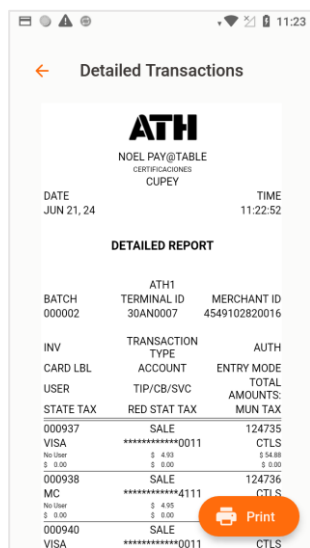 11:23
Detailed Transactions
ATH
NOEL PAY@TABLE
CERTIFICACIONES
CUPEY
DATE TIME
JUN 21, 24 11:22:52
DETAILED REPORT
ATH1
BATCH TERMINAL ID MERCHANT ID
000002 30AN0007 4549102820016
INV TRANSACTION TYPE AUTH
CARD LBL ACCOUNT ENTRY MODE
USER TIP/CB/SVC TOTAL AMOUNTS:
STATE TAX RED STAT TAX MUN TAX
000937 SALE 124735
VISA ************0011 CTLS
No User $ 4.93 $ 54.88
$ 0.00 $ 0.00 $ 0.00
000938 SALE 124736
MC ************4111 CTLS
No User $ 4.95
$ 0.00 $ 0.00
Print
000940 SALE
VISA ************0011 CTLS